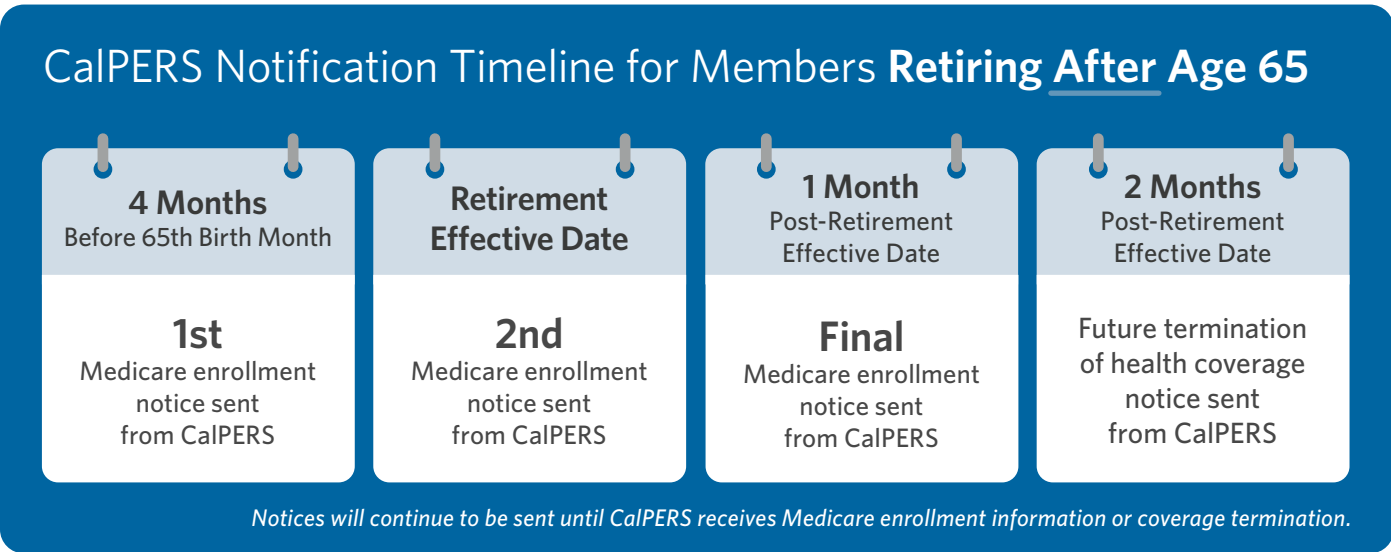 CalPERS Notification Timeline for Members Retiring After Age 65
4 Months
Before 65th Birth Month
1st
Medicare enrollment
notice sent
from CalPERS
Retirement
Effective Date
2nd
Medicare enrollment
notice sent
from CalPERS
1 Month
Post-Retirement
Effective Date
Final
Medicare enrollment
notice sent
from CalPERS
2 Months
Post-Retirement
Effective Date
Future termination
of health coverage
notice sent
from CalPERS
Notices will continue to be sent until CalPERS receives Medicare enrollment information or coverage termination.